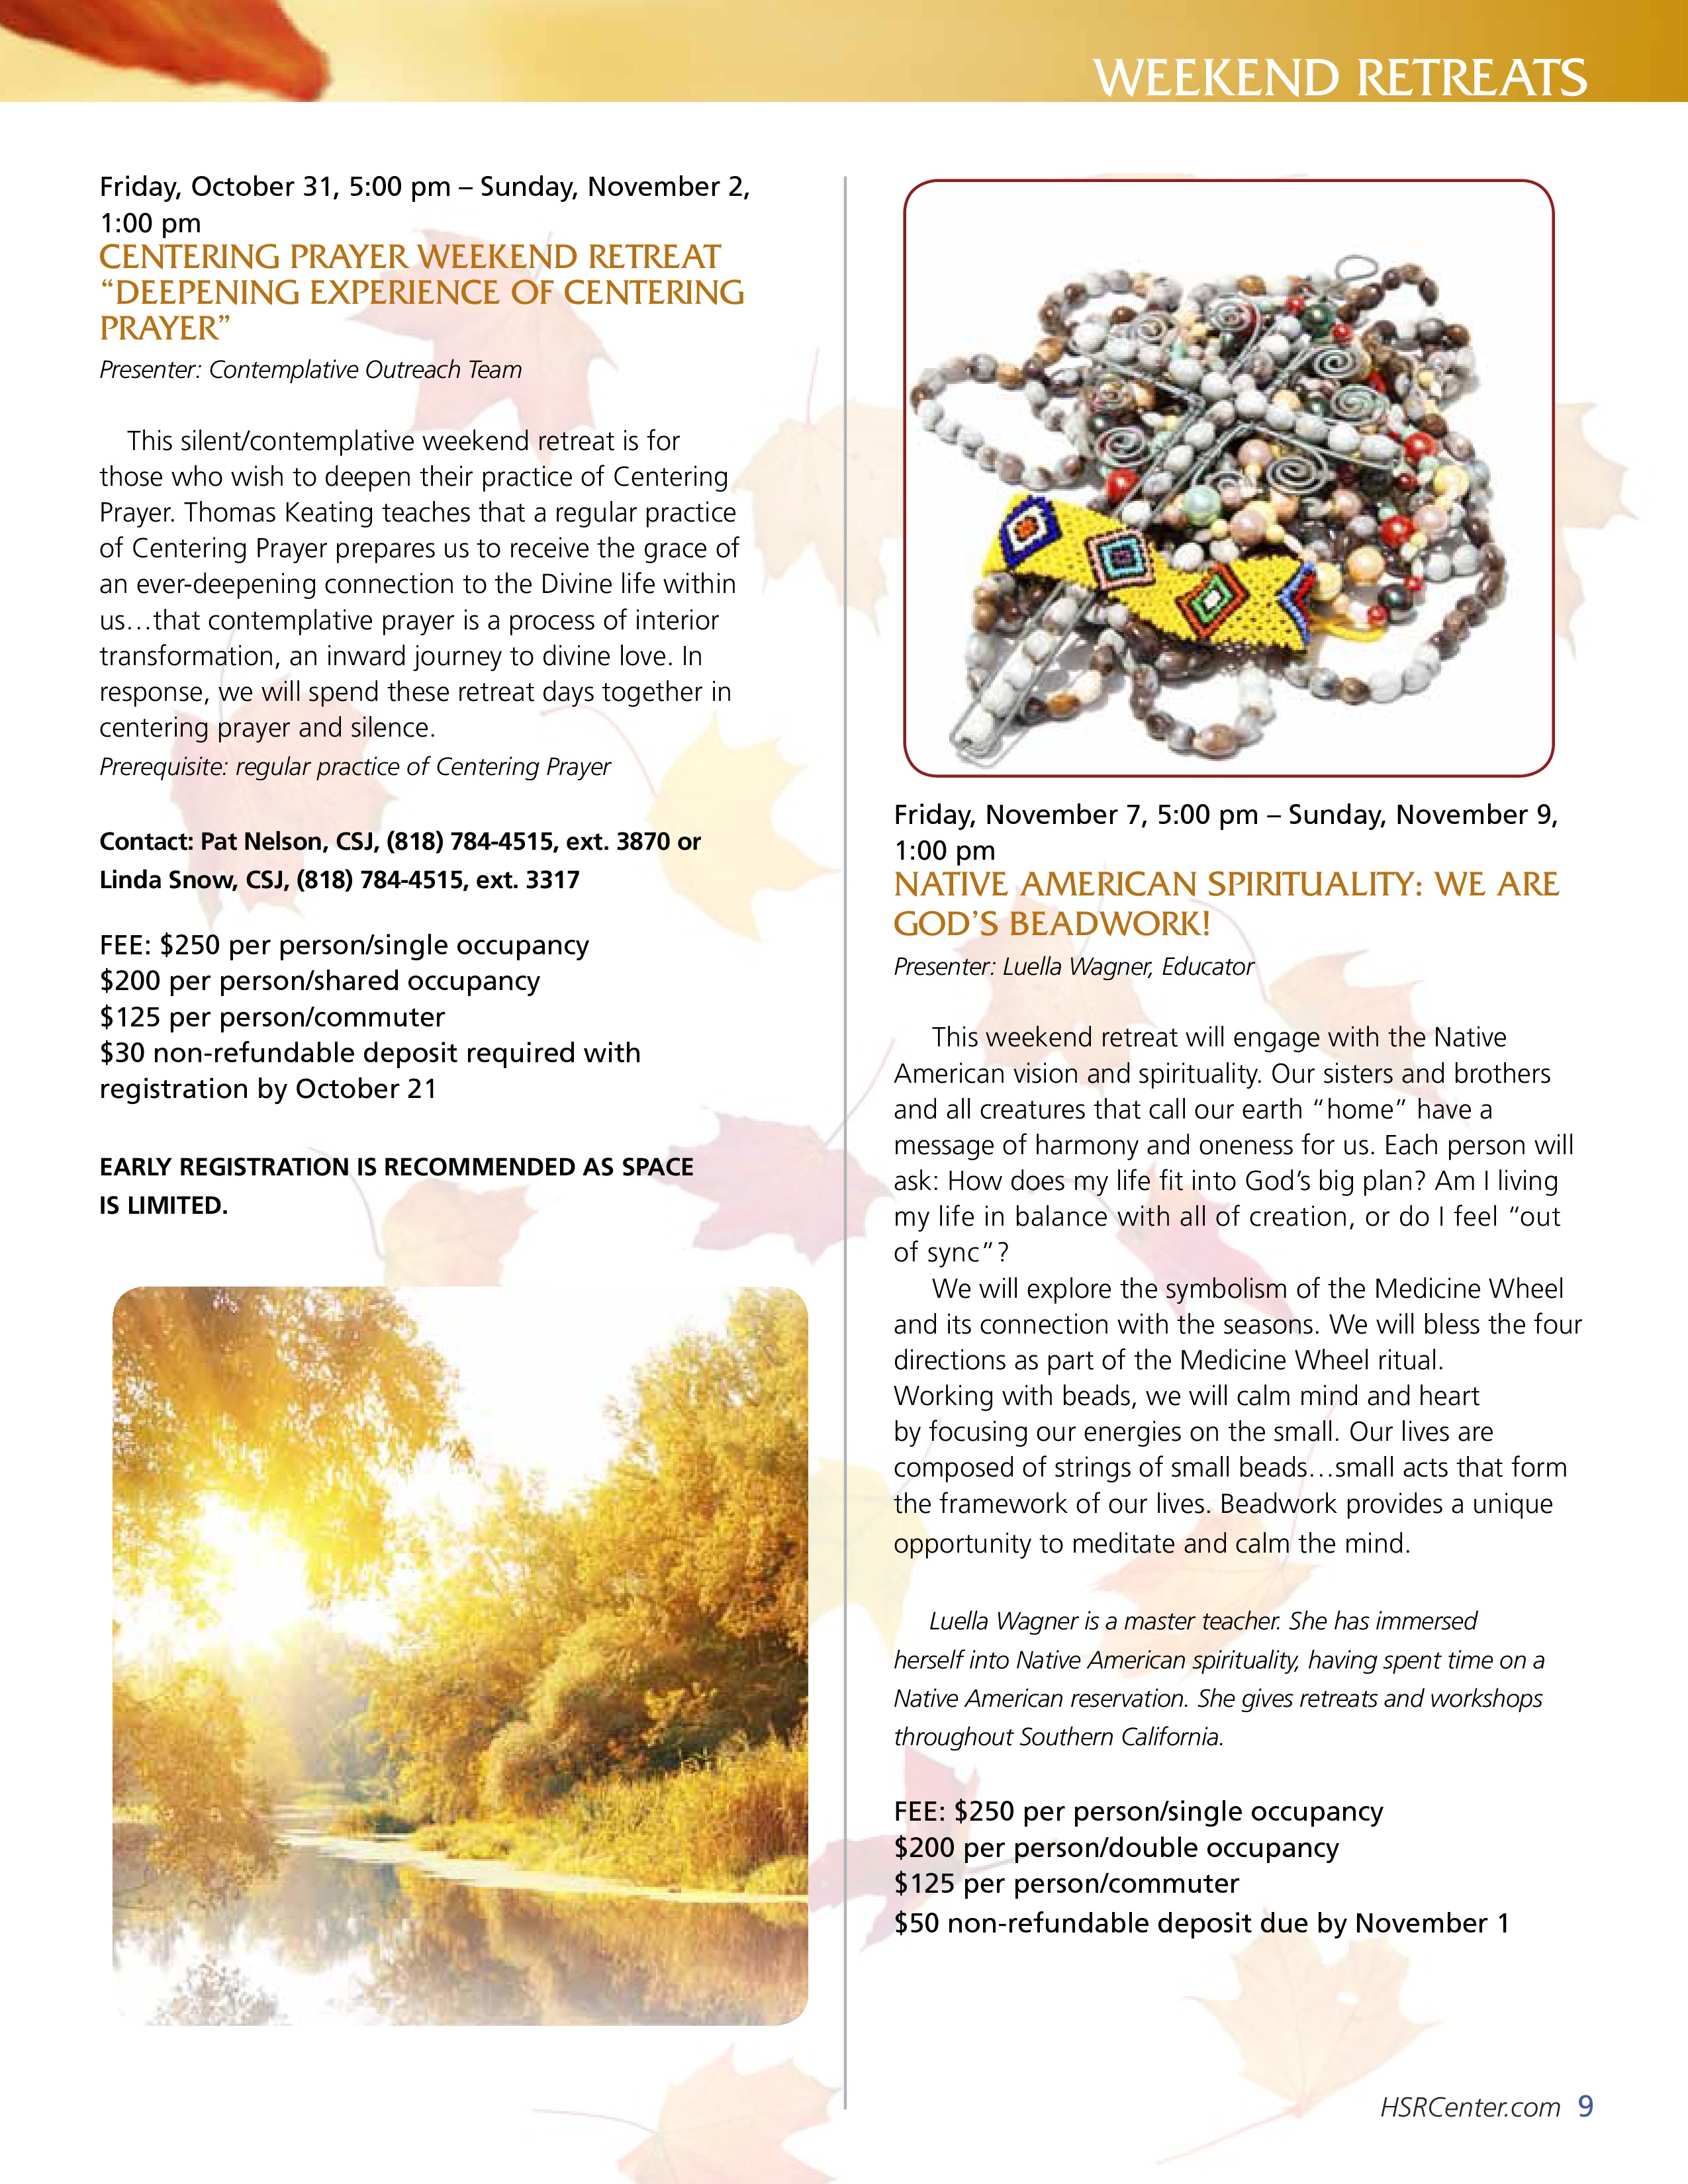 WEEKEND RETREATS
Friday, October 31, 5:00 pm – Sunday, November 2,
1:00 pm
CENTERING PRAYER WEEKEND RETREAT
“DEEPENING EXPERIENCE OF CENTERING
PRAYER”
Presenter: Contemplative Outreach Team
This silent/contemplative weekend retreat is for
those who wish to deepen their practice of Centering
Prayer. Thomas Keating teaches that a regular practice
of Centering Prayer prepares us to receive the grace of
an ever-deepening connection to the Divine life within
us…that contemplative prayer is a process of interior
transformation, an inward journey to divine love. In
response, we will spend these retreat days together in
centering prayer and silence.
Prerequisite: regular practice of Centering Prayer
Contact: Pat Nelson, CSJ, (818) 784-4515, ext. 3870 or
Linda Snow, CSJ, (818) 784-4515, ext. 3317
FEE: $250 per person/single occupancy
$200 per person/shared occupancy
$125 per person/commuter
$30 non-refundable deposit required with
registration by October 21
EARLY REGISTRATION IS RECOMMENDED AS SPACE
IS LIMITED.
Friday, November 7, 5:00 pm – Sunday, November 9,
1:00 pm
NATIVE AMERICAN SPIRITUALITY: WE ARE
GOD’S BEADWORK!
Presenter: Luella Wagner, Educator
This weekend retreat will engage with the Native
American vision and spirituality. Our sisters and brothers
and all creatures that call our earth “home” have a
message of harmony and oneness for us. Each person will
ask: How does my life fit into God’s big plan? Am I living
my life in balance with all of creation, or do I feel “out
of sync”?
We will explore the symbolism of the Medicine Wheel
and its connection with the seasons. We will bless the four
directions as part of the Medicine Wheel ritual.
Working with beads, we will calm mind and heart
by focusing our energies on the small. Our lives are
composed of strings of small beads…small acts that form
the framework of our lives. Beadwork provides a unique
opportunity to meditate and calm the mind.
Luella Wagner is a master teacher. She has immersed
herself into Native American spirituality, having spent time on a
Native American reservation. She gives retreats and workshops
throughout Southern California.
FEE: $250 per person/single occupancy
$200 per person/double occupancy
$125 per person/commuter
$50 non-refundable deposit due by November 1
HSRCenter.com 9